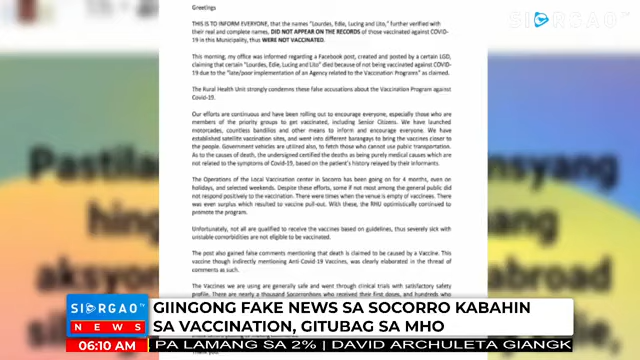 Greetings
SIARGAO TV
THIS IS TO INFORM EVERYONE, that the names "Lourdes, Edie, Lucing and Lito," further verified with
their real and complete names, DID NOT APPEAR ON THE RECORDS of those vaccinated against COVID-
19 in this Municipality, thus WERE NOT VACCINATED.
This morning, my office was informed regarding a Facebook post, created and posted by a certain LGD,
claiming that certain "Lourdes, Edie, Lucing and Lito" died because of not being vaccinated against COVID-
19 due to the "late/poor implementation of an Agency related to the Vaccination Programs" as claimed.
The Rural Health Unit strongly condemns these false accusations about the Vaccination Program against
Covid-19.
Our efforts are continuous and have been rolling out to encourage everyone, especially those who are
members of the priority groups to get vaccinated, including Senior Citizens. We have launched
motorcades, countless bandilios and other means to inform and encourage everyone. We have
established satellite vaccination sites, and went into different barangays to bring the vaccines closer to
the people. Government vehicles are utilized also, to fetch those who cannot use public transportation.
As to the causes of death, the undersigned certified the deaths as being purely medical causes which are
not related to the symptoms of Covid-19, based on the patient's history relayed by their informants.
The Operations of the Local Vaccination center in Socorro has been going on for 4 months, even on
holidays, and selected weekends. Despite these efforts, some if not most among the general public did
not respond positively to the vaccination. There were times when the venue is empty of vaccinees. There
was even surplus which resulted to vaccine pull-out. With these, the RHU optimistically continued to
promote the program.
Unfortunately, not all are qualified to receive the vaccines based on guidelines, thus severely sick with
unstable comorbidities are not eligible to be vaccinated.
The post also gained false comments mentioning that death is claimed to be caused by a Vaccine. This
vaccine though indirectly mentioning Anti-Covid 19 Vaccines, was clearly elaborated in the thread of
comments as such.
The Vaccines we are using are generally safe and went through clinical trials with satisfactory safety
profile. There are nearly a thousand Socorrohons who received their first doses, and hundreds who
Pastila
hing
aksyo
sil
nsyang
nang
abroad
SIARGAO TV
NEWS
GIINGONG FAKE NEWS SA SOCORRO KABAHIN
SA VACCINATION, GITUBAG SA MHO
06:10 AM
PA LAMANG SA 2% | DAVID ARCHULETA GIANGK
Thank you.